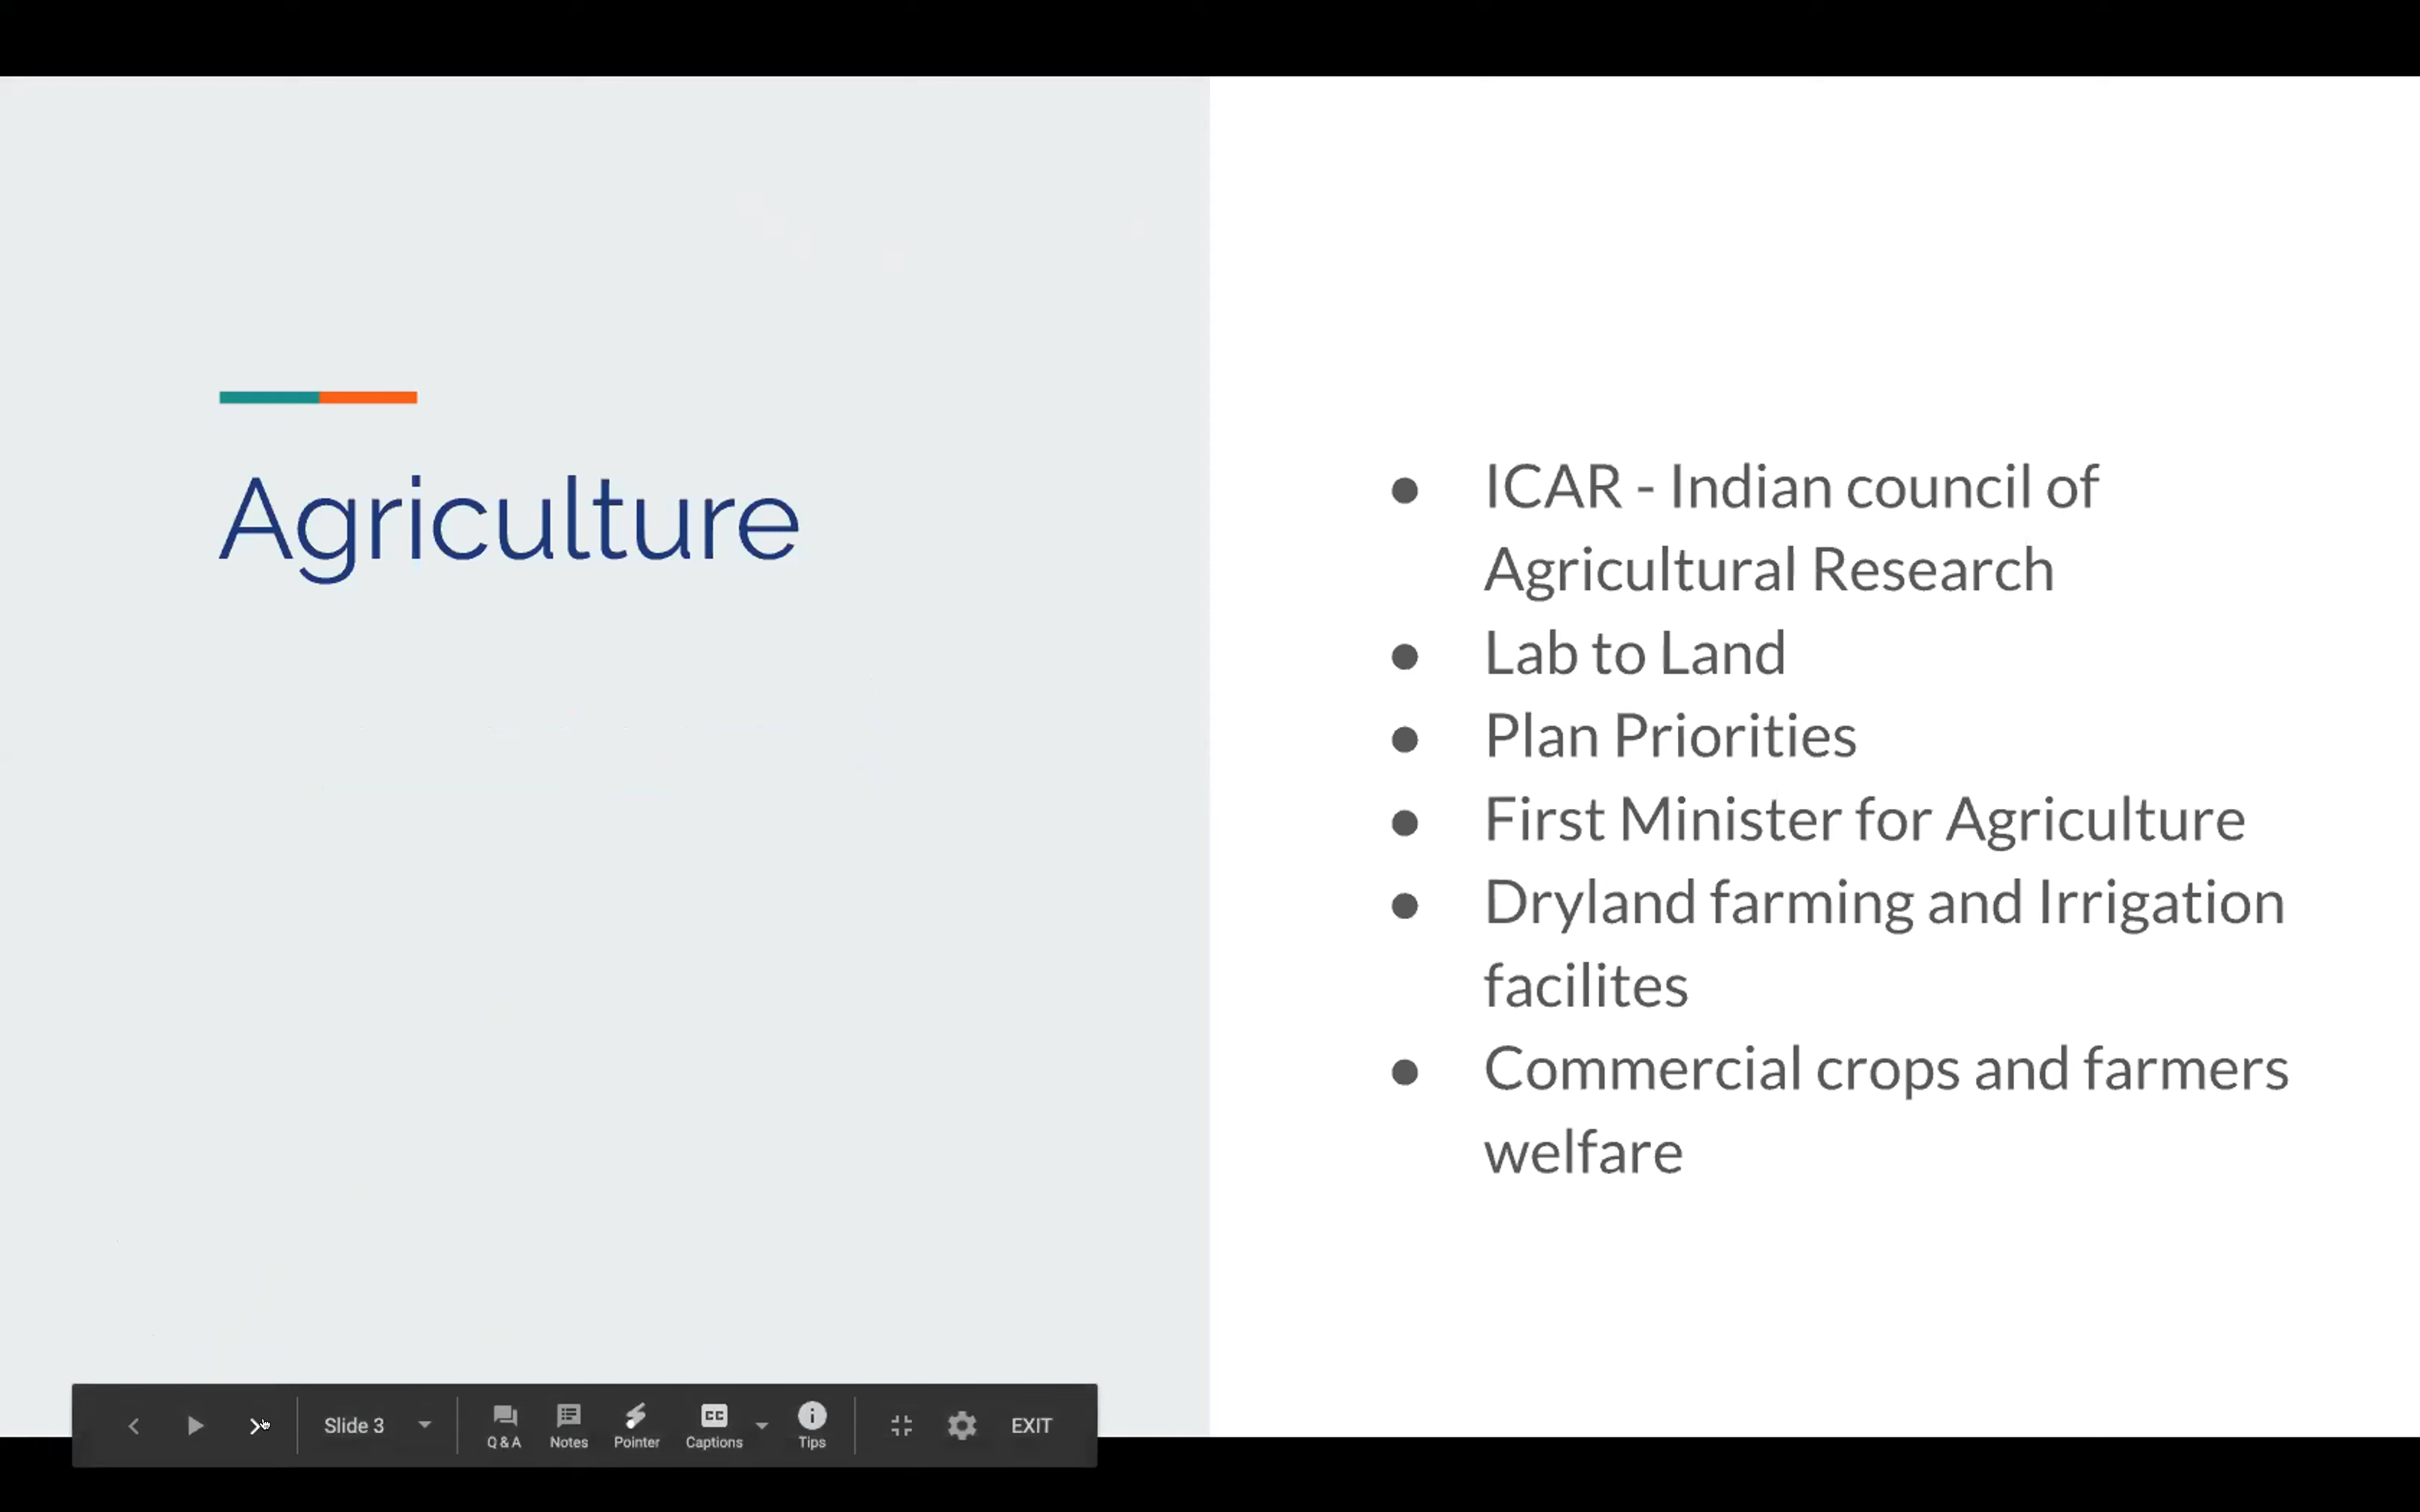 Agriculture
● ICAR - Indian council of
Agricultural Research
● Lab to Land
● Plan Priorities
● First Minister for Agriculture
● Dryland farming and Irrigation
facilites
● Commercial crops and farmers
welfare
Slide 3
Q & A
Notes
Pointer
CC
Captions
Tips
EXIT